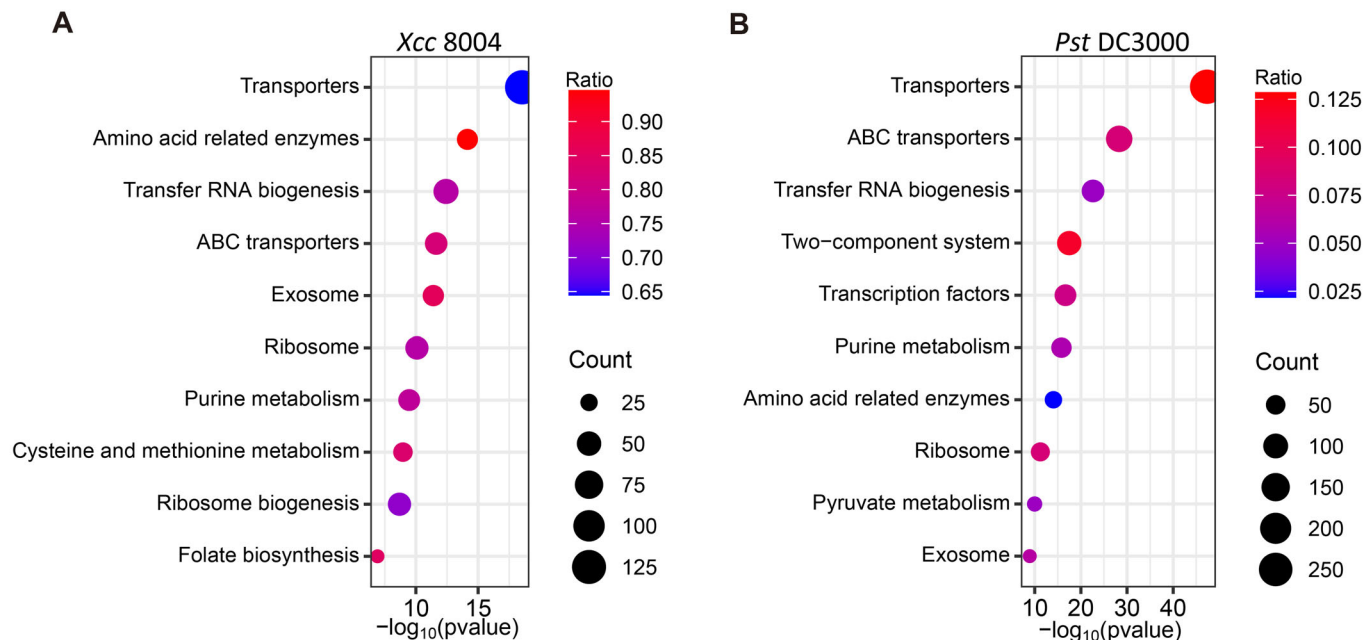 A
Xcc 8004
Transporters
Amino acid related enzymes
Transfer RNA biogenesis
ABC transporters
Exosome
Ribosome
Purine metabolism
Cysteine and methionine metabolism
Ribosome biogenesis
Folate biosynthesis
10 15
−log10(pvalue)
Ratio
0.90
0.85
0.80
0.75
0.70
0.65
Count
25
50
75
100
125
B
Pst DC3000
Transporters
ABC transporters
Transfer RNA biogenesis
Two−component system
Transcription factors
Purine metabolism
Amino acid related enzymes
Ribosome
Pyruvate metabolism
Exosome
10 20 30 40
−log10(pvalue)
Ratio
0.125
0.100
0.075
0.050
0.025
Count
50
100
150
200
250